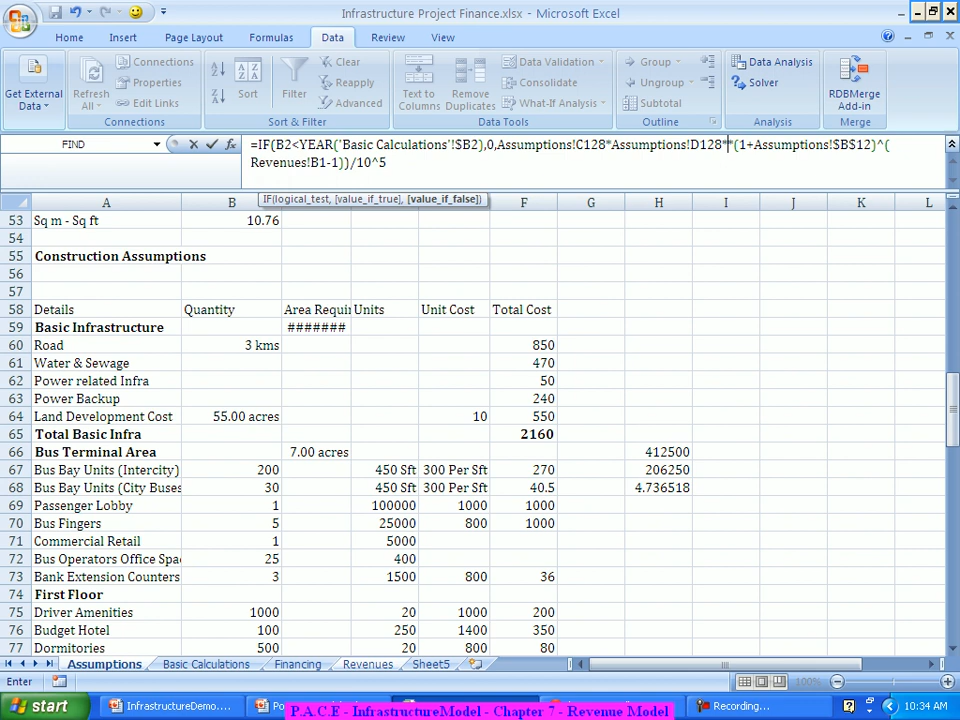 Infrastructure Project Finance.xlsx - Microsoft Excel
Home Insert Page Layout Formulas Data Review View
Get External Data
Refresh All
Connections
Properties
Edit Links
Connections
Sort
Filter
Clear
Reapply
Advanced
Sort & Filter
Text to Columns
Remove Duplicates
Data Validation
Consolidate
What-If Analysis
Data Tools
Group
Ungroup
Subtotal
Outline
Data Analysis
Solver
Analysis
RDBMerge Add-in
Merge
FIND
fx
=IF(B2<YEAR('Basic Calculations'!$B2),0,Assumptions!C128*Assumptions!D128**(1+Assumptions!$B$12)^(
Revenues!B1-1))/10^5
IF(logical_test, [value_if_true], [value_if_false])
A B F G H I J K L
53 Sq m - Sq ft 10.76
54
55 Construction Assumptions
56
57
58 Details Quantity Area Requir Units Unit Cost Total Cost
59 Basic Infrastructure #######
60 Road 3 kms 850
61 Water & Sewage 470
62 Power related Infra 50
63 Power Backup 240
64 Land Development Cost 55.00 acres 10 550
65 Total Basic Infra 2160
66 Bus Terminal Area 7.00 acres 412500
67 Bus Bay Units (Intercity) 200 450 Sft 300 Per Sft 270 206250
68 Bus Bay Units (City Buses 30 450 Sft 300 Per Sft 40.5 4.736518
69 Passenger Lobby 1 100000 1000 1000
70 Bus Fingers 5 25000 800 1000
71 Commercial Retail 1 5000
72 Bus Operators Office Spa 25 400
73 Bank Extension Counters 3 1500 800 36
74 First Floor
75 Driver Amenities 1000 20 1000 200
76 Budget Hotel 100 250 1400 350
77 Dormitories 500 20 800 80
Assumptions Basic Calculations Financing Revenues Sheet5
Enter 100%
start InfrastructureDemo.... Po Recording... 10:34 AM
P.A.C.E - InfrastructureModel - Chapter 7 - Revenue Model